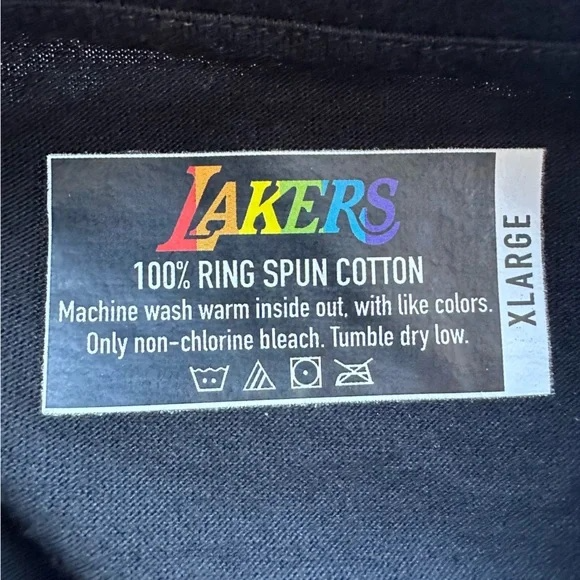 LAKERS
100% RING SPUN COTTON
Machine wash warm inside out, with like colors.
Only non-chlorine bleach. Tumble dry low.
XLARGE